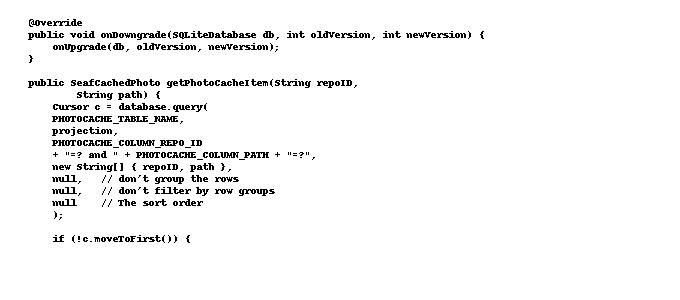 @Override
public void onDowngrade(SQLiteDatabase db, int oldVersion, int newVersion) {
    onUpgrade(db, oldVersion, newVersion);
}

public SeafCachedPhoto getPhotoCacheItem(String repoID,
        String path) {
    Cursor c = database.query(
    PHOTOCACHE_TABLE_NAME,
    projection,
    PHOTOCACHE_COLUMN_REPO_ID
    + "=? and " + PHOTOCACHE_COLUMN_PATH + "=?",
    new String[] { repoID, path },
    null,   // don't group the rows
    null,   // don't filter by row groups
    null    // The sort order
    );

    if (!c.moveToFirst()) {